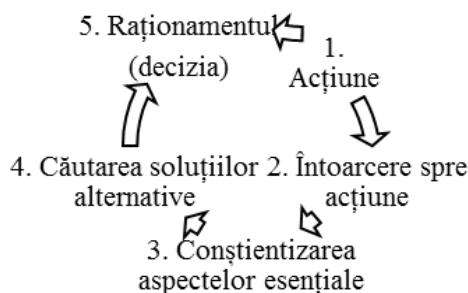 5. Raționamentul
(decizia)
1.
Acțiune
4. Căutarea soluțiilor
alternative
2. Întoarcere spre
acțiune
3. Conștientizarea
aspectelor esențiale